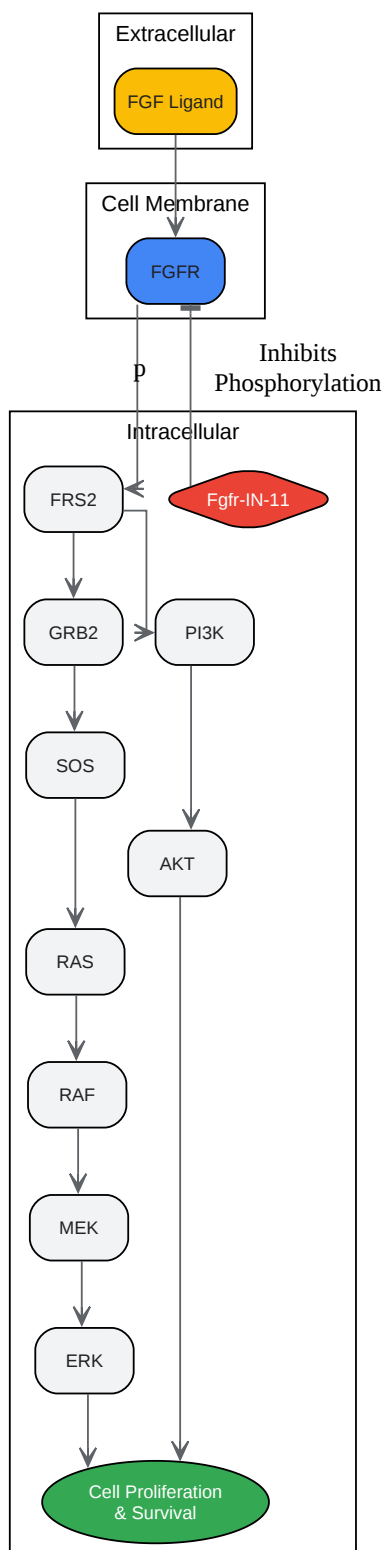 Extracellular
FGF Ligand
Cell Membrane
FGFR
p
Inhibits
Phosphorylation
Intracellular
FRS2
Fgfr-IN-11
GRB2
PI3K
SOS
AKT
RAS
RAF
MEK
ERK
Cell Proliferation
& Survival